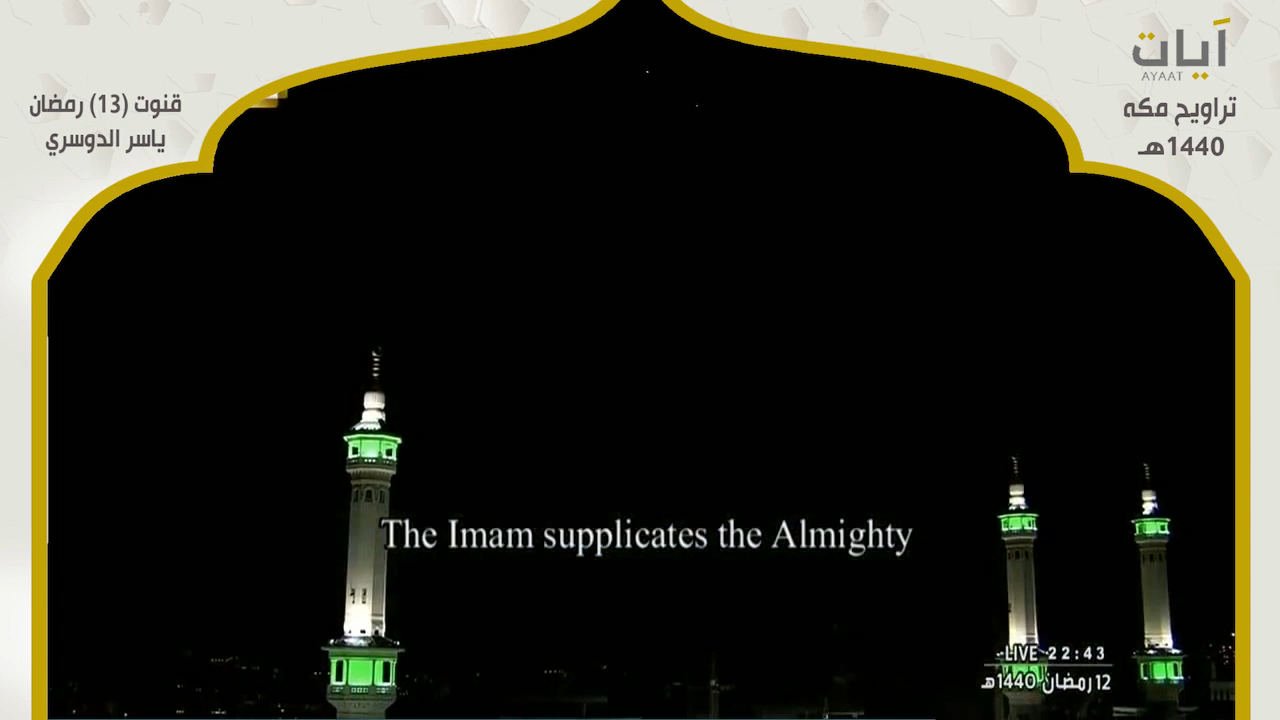 قنوت (13) رمضان
ياسر الدوسري
آيات
AYAAT
تراويح مكه
1440هـ
The Imam supplicates the Almighty
LIVE 22:43
12 رمضان 1440هـ